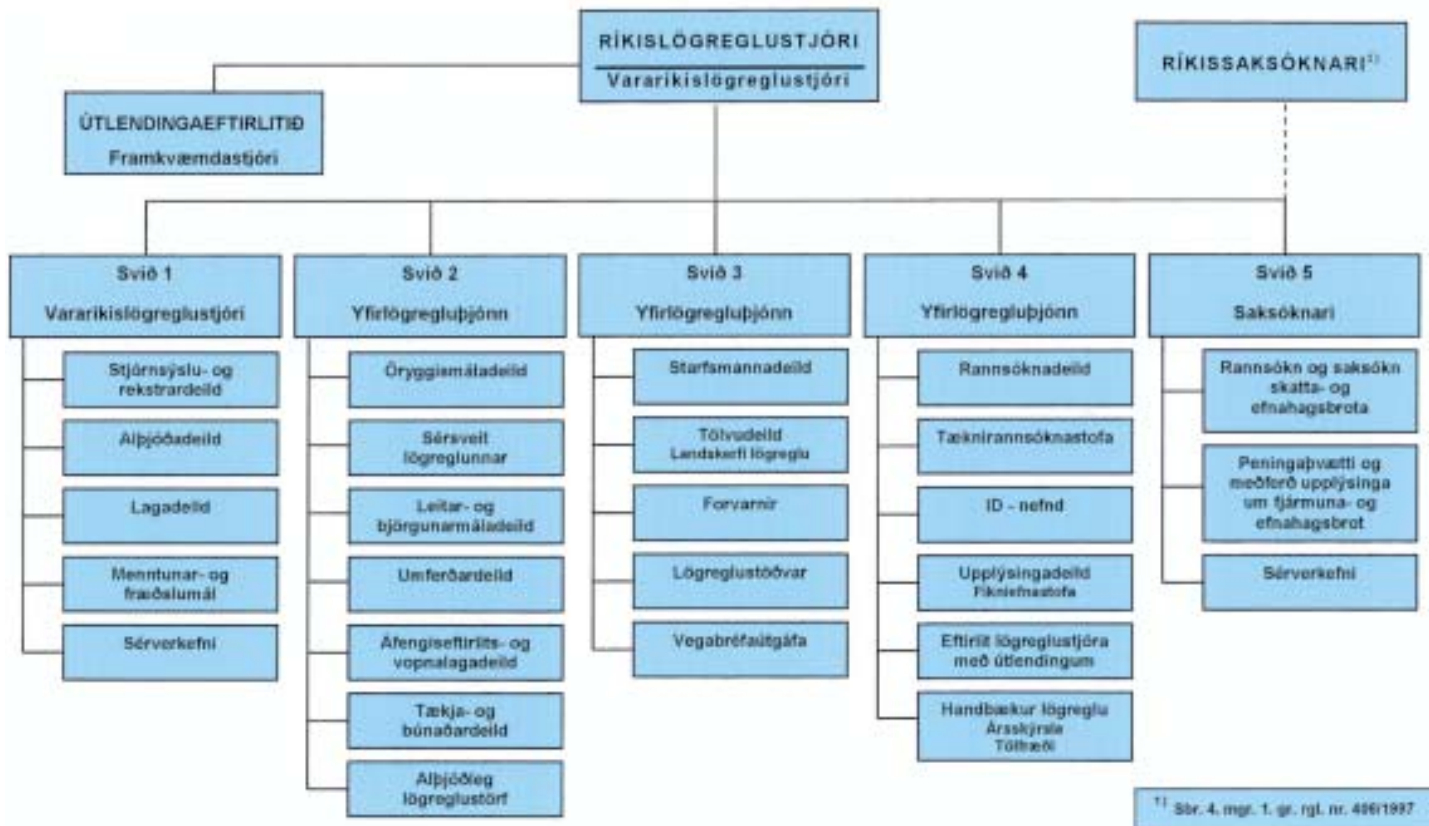 RÍKISLÖGREGLUSTJÓRI
Vararíkislögreglustjóri
RÍKISSAKSÓKNARI¹⁾
ÚTLENDINGAEFTIRLITIÐ
Framkvæmdastjóri
Svið 1
Vararíkislögreglustjóri
Stjórnsýslu- og
rekstrardeild
Alþjóðadeild
Lagadeild
Menntunar- og
fræðslumál
Sérverkefni
Svið 2
Yfirlögregluþjónn
Öryggismáladeild
Sérsveit
lögreglunnar
Leitar- og
björgunarmáladeild
Umferðardeild
Áfengiseftirlits- og
vopnalagadeild
Tækja- og
búnaðardeild
Alþjóðleg
lögreglustörf
Svið 3
Yfirlögregluþjónn
Starfsmannadeild
Tölvudeild
Landskerfi lögreglu
Forvarnir
Lögreglustöðvar
Vegabréfaútgáfa
Svið 4
Yfirlögregluþjónn
Rannsóknadeild
Tæknirannsóknastofa
ID - nefnd
Upplýsingadeild
Fíkniefnastofa
Eftirlit lögreglustjóra
með útlendingum
Handbækur lögreglu
Ársskýrsla
Tölfræði
Svið 5
Saksóknari
Rannsókn og saksókn
skatta- og
efnahagsbrota
Peningaþvætti og
meðferð upplýsinga
um fjármuna- og
efnahagsbrot
Sérverkefni
¹⁾ Sbr. 4. mgr. 1. gr. rgl. nr. 406/1997